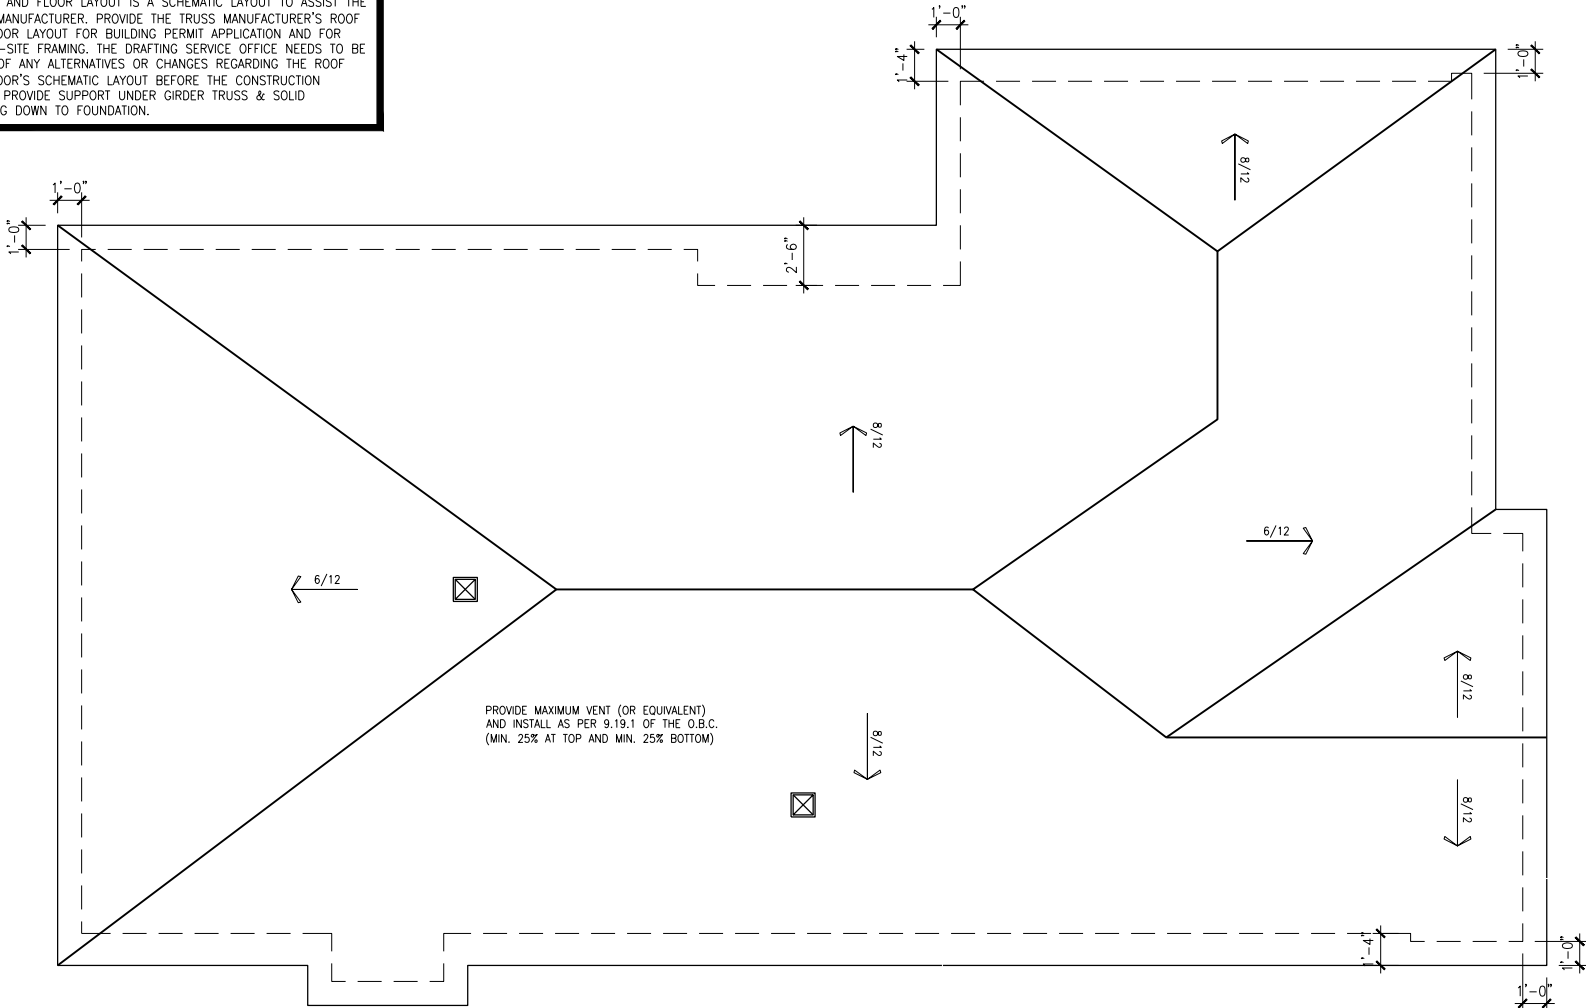 AND FLOOR LAYOUT IS A SCHEMATIC LAYOUT TO ASSIST THE
MANUFACTURER. PROVIDE THE TRUSS MANUFACTURER'S ROOF
LAYOUT FOR BUILDING PERMIT APPLICATION AND FOR
-SITE FRAMING. THE DRAFTING SERVICE OFFICE NEEDS TO BE
OF ANY ALTERNATIVES OR CHANGES REGARDING THE ROOF
SCHEMATIC LAYOUT BEFORE THE CONSTRUCTION
PROVIDE SUPPORT UNDER GIRDER TRUSS & SOLID
DOWN TO FOUNDATION.
1'-0"
1'-4"
1'-0"
8/12
1'-0"
1'-0"
2'-6"
8/12
6/12
6/12
8/12
PROVIDE MAXIMUM VENT (OR EQUIVALENT)
AND INSTALL AS PER 9.19.1 OF THE O.B.C.
(MIN. 25% AT TOP AND MIN. 25% BOTTOM)
8/12
8/12
1'-4"
1'-0"
1'-0"